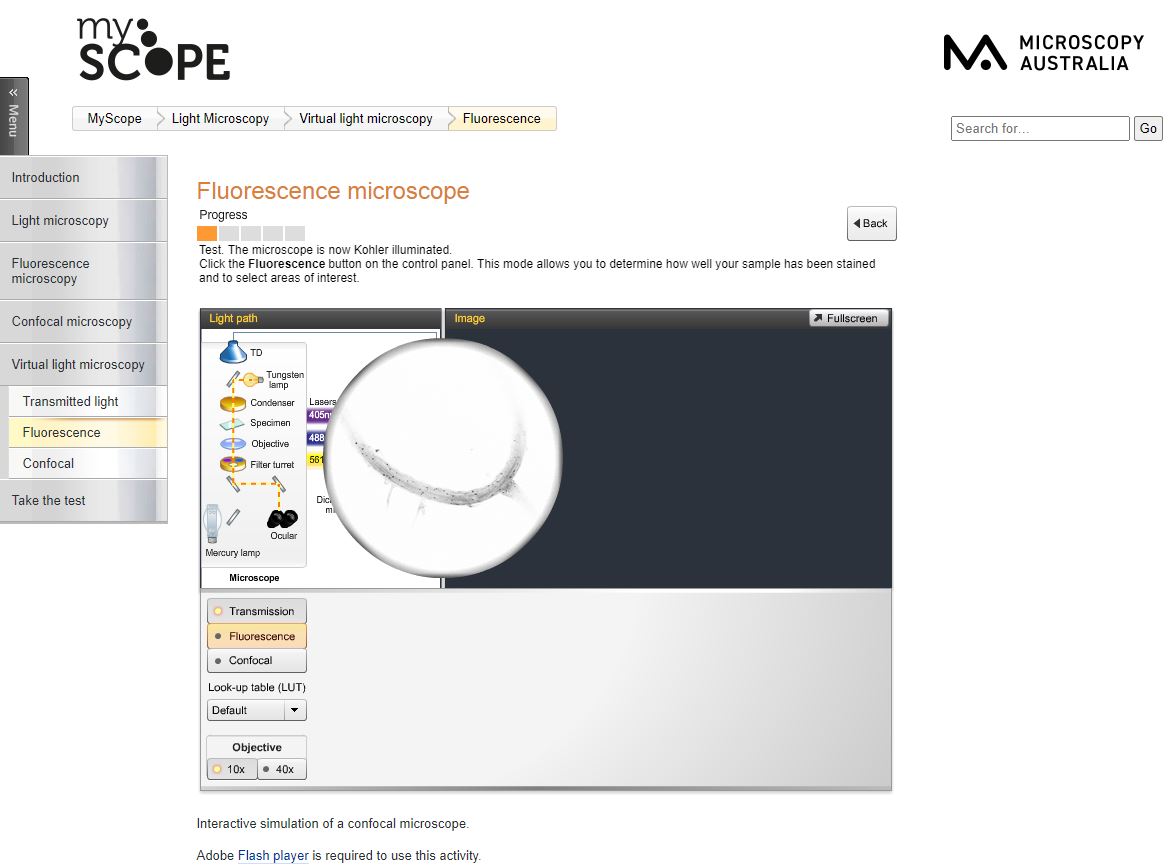 my
SCOPE
MICROSCOPY
AUSTRALIA
« Menu
MyScope
Light Microscopy
Virtual light microscopy
Fluorescence
Search for...
Go
Introduction
Light microscopy
Fluorescence
microscopy
Confocal microscopy
Virtual light microscopy
Transmitted light
Fluorescence
Confocal
Take the test
Fluorescence microscope
Progress
Back
Test. The microscope is now Kohler illuminated.
Click the Fluorescence button on the control panel. This mode allows you to determine how well your sample has been stained
and to select areas of interest.
Light path
Image
Fullscreen
TD
Tungsten
lamp
Condenser
Specimen
Objective
Filter turret
Ocular
Mercury lamp
Microscope
Lasers
405n
488
561
Dic
m
Transmission
Fluorescence
Confocal
Look-up table (LUT)
Default
Objective
10x
40x
Interactive simulation of a confocal microscope.
Adobe Flash player is required to use this activity.